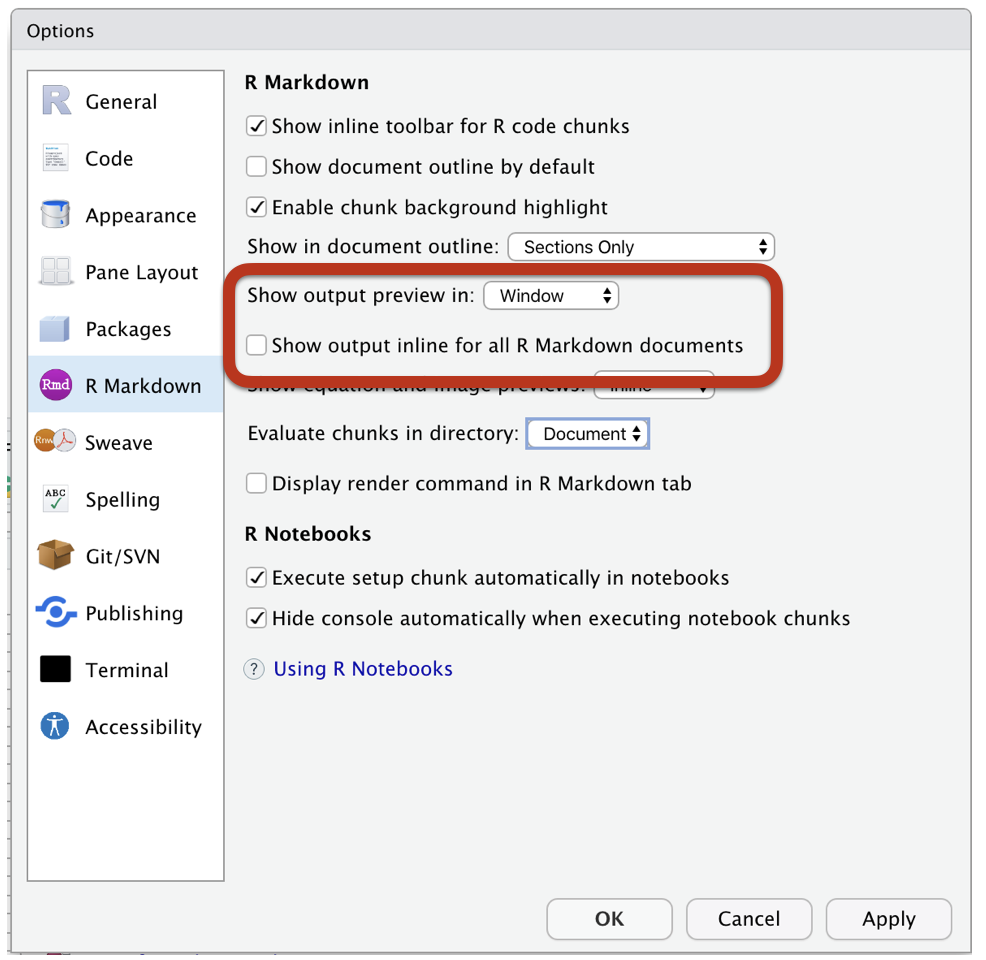 Options
General
Code
Appearance
Pane Layout
Packages
Rmd R Markdown
Rnw Sweave
ABC Spelling
Git/SVN
Publishing
Terminal
Accessibility
R Markdown
Show inline toolbar for R code chunks
Show document outline by default
Enable chunk background highlight
Show in document outline: Sections Only
Show output preview in: Window
Show output inline for all R Markdown documents
Show equation and image previews: Inline
Evaluate chunks in directory: Document
Display render command in R Markdown tab
R Notebooks
Execute setup chunk automatically in notebooks
Hide console automatically when executing notebook chunks
? Using R Notebooks
OK Cancel Apply